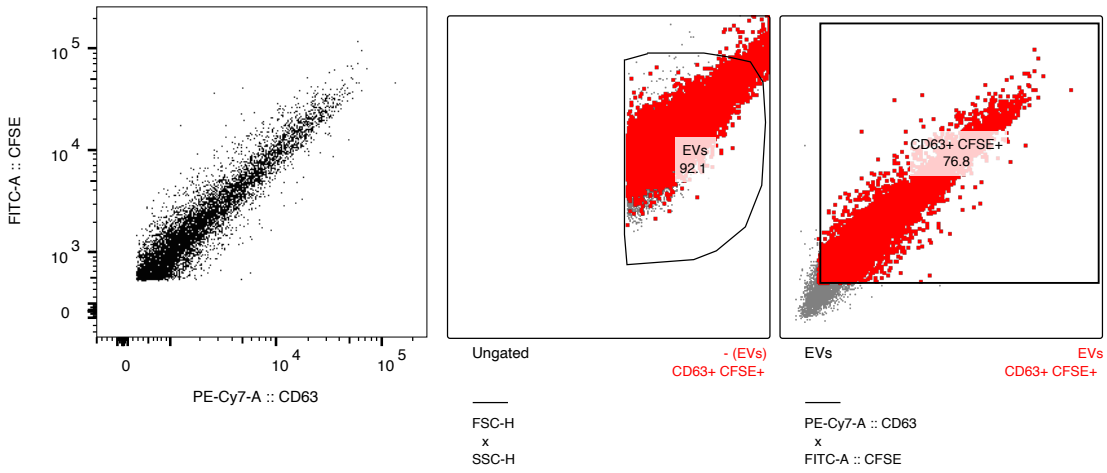 FITC-A :: CFSE
10^5
10^4
10^3
0
0
10^4
10^5
PE-Cy7-A :: CD63
EVs
92.1
Ungated
- (EVs)
CD63+ CFSE+
FSC-H
x
SSC-H
CD63+ CFSE+
76.8
EVs
EVs
CD63+ CFSE+
PE-Cy7-A :: CD63
x
FITC-A :: CFSE